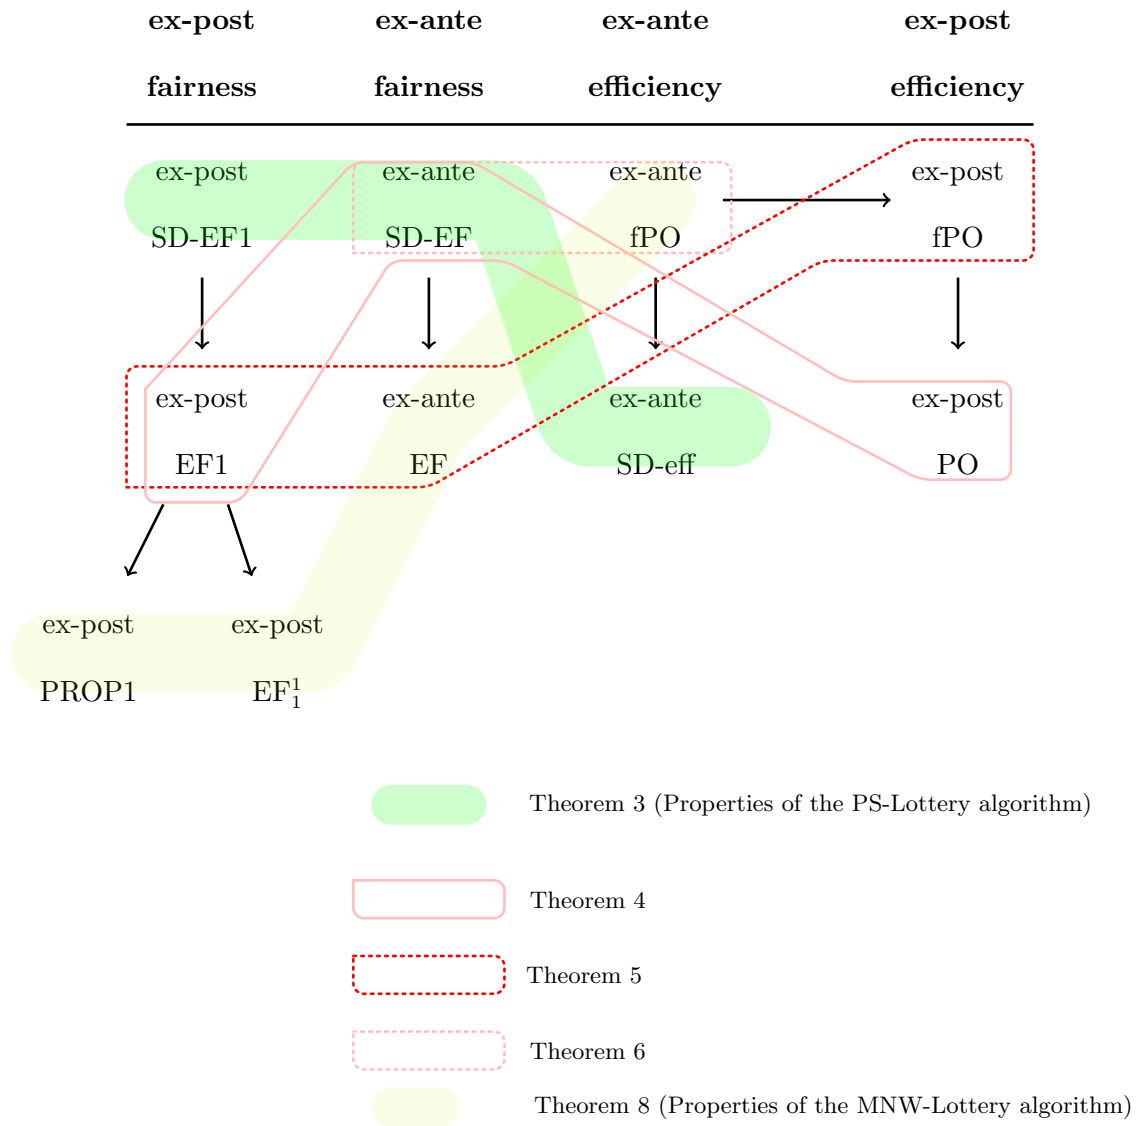 ex-post ex-ante ex-ante ex-post
fairness fairness efficiency efficiency
ex-post ex-ante ex-ante ex-post
SD-EF1 SD-EF fPO fPO
ex-post ex-ante ex-ante ex-post
EF1 EF SD-eff PO
ex-post ex-post
PROP1 EF¹₁
Theorem 3 (Properties of the PS-Lottery algorithm)
Theorem 4
Theorem 5
Theorem 6
Theorem 8 (Properties of the MNW-Lottery algorithm)